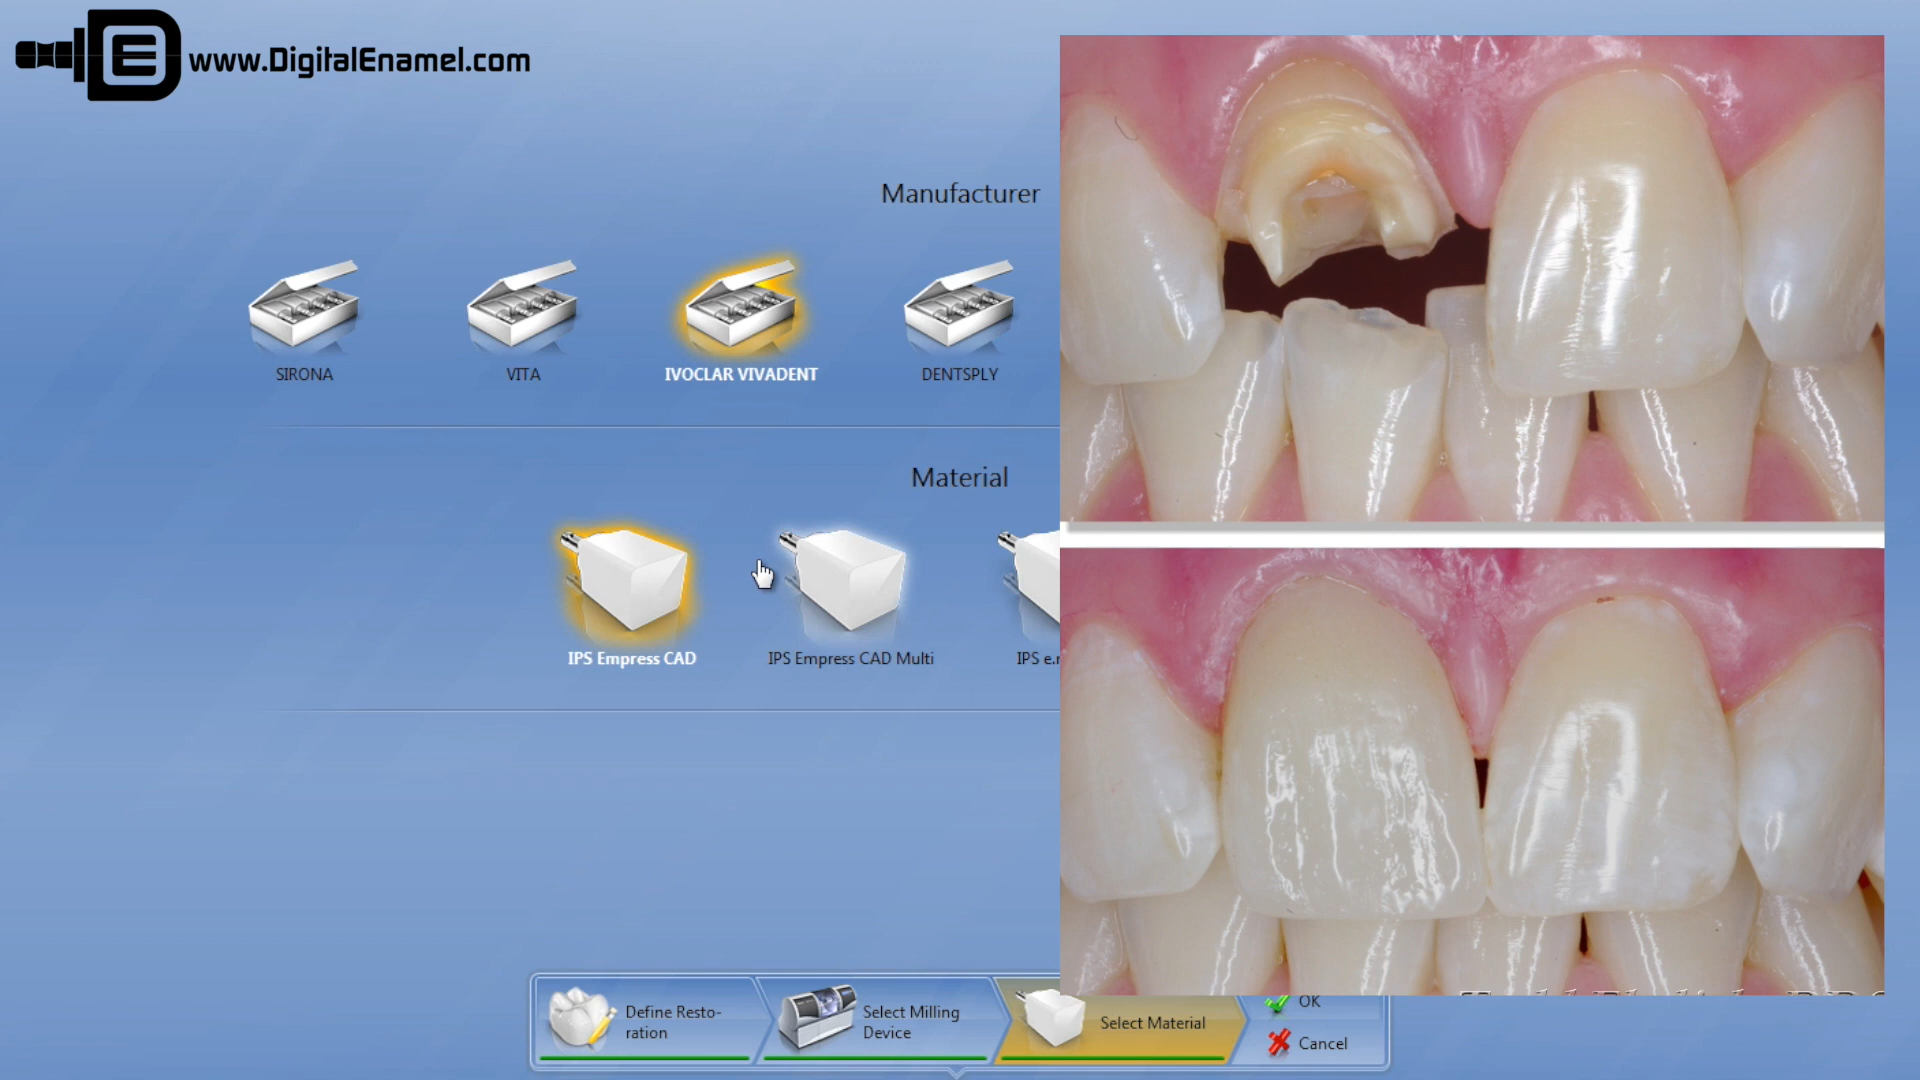 www.DigitalEnamel.com
Manufacturer
SIRONA
VITA
IVOCLAR VIVADENT
DENTSPLY
Material
IPS Empress CAD
IPS Empress CAD Multi
IPS
Define Resto-
ration
Select Milling
Device
Select Material
OK
Cancel